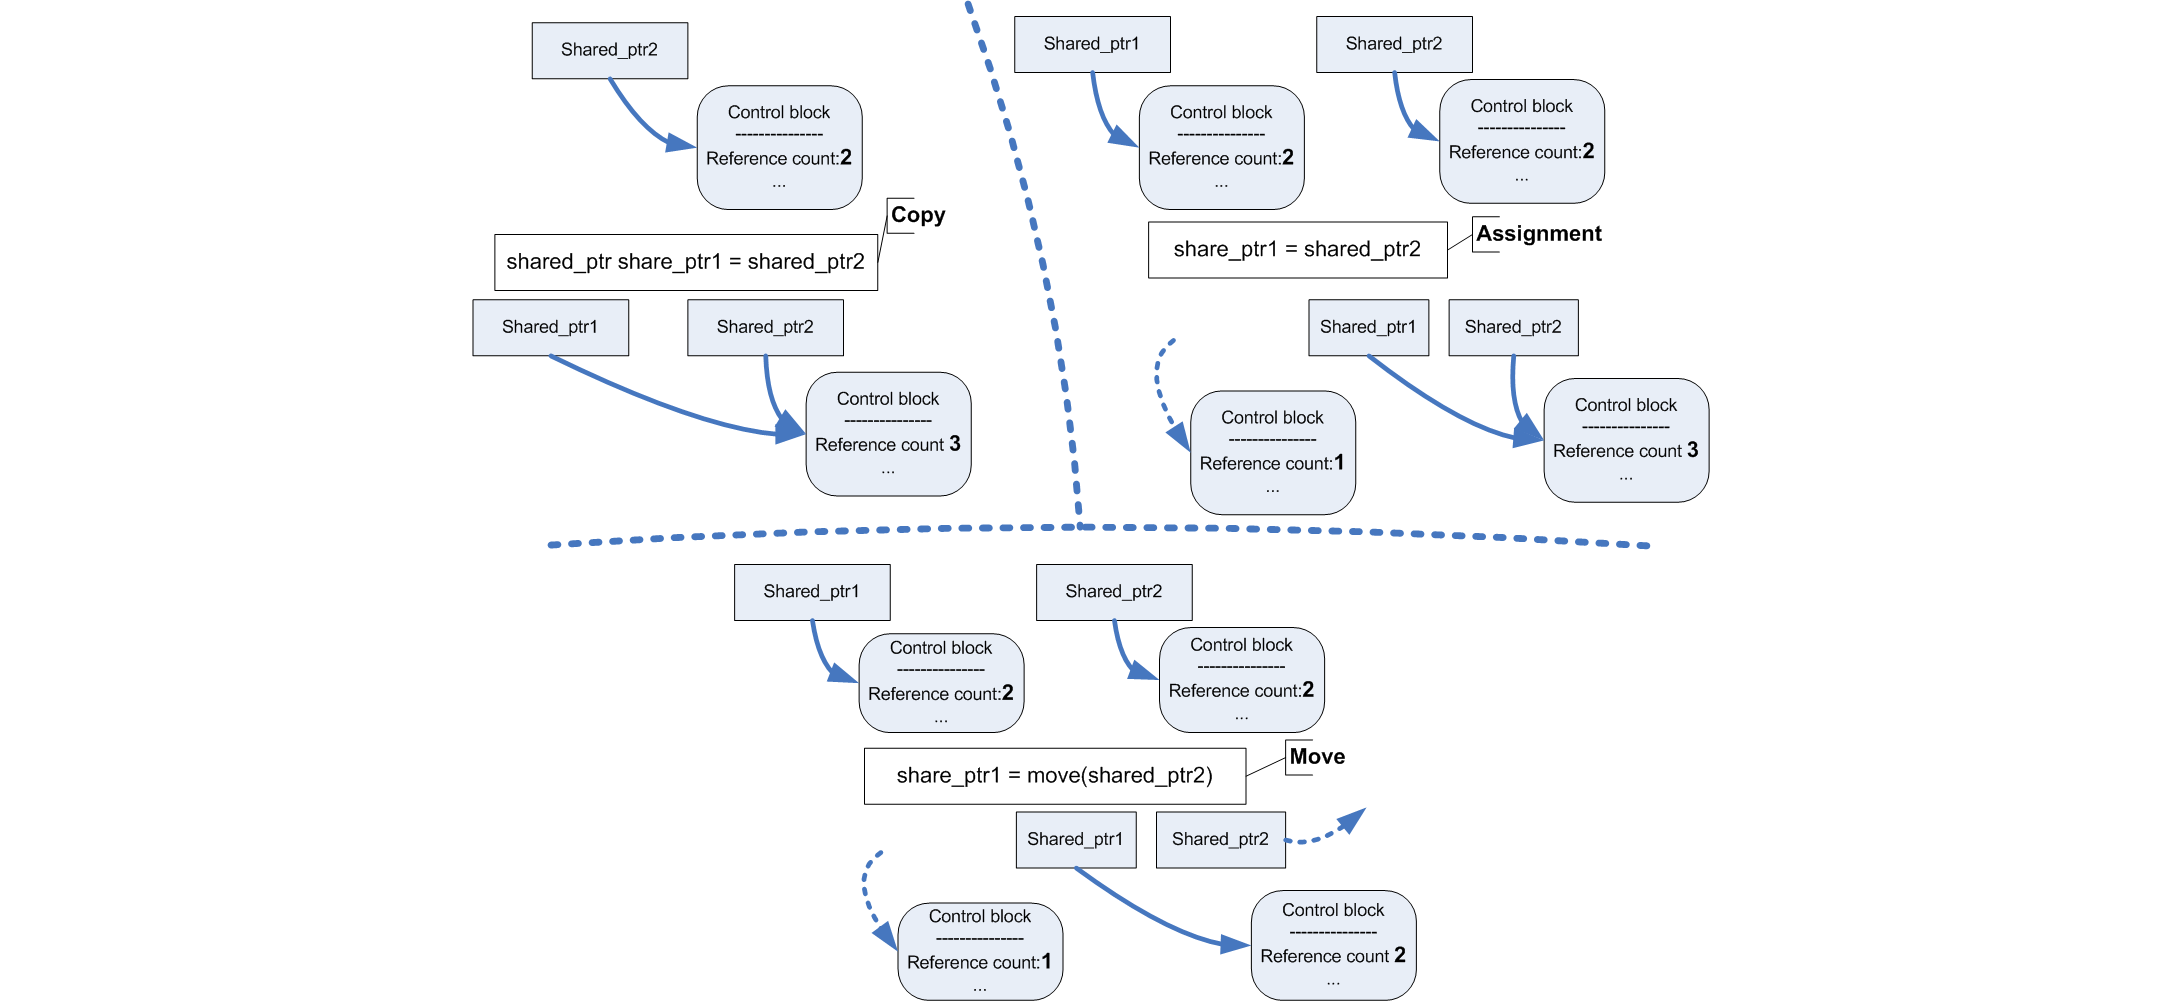 Shared_ptr2
Control block
---------------
Reference count:2
...
Copy
shared_ptr share_ptr1 = shared_ptr2
Shared_ptr1
Shared_ptr2
Control block
---------------
Reference count 3
...
Shared_ptr1
Shared_ptr2
Control block
---------------
Reference count:2
...
Control block
---------------
Reference count:2
...
Assignment
share_ptr1 = shared_ptr2
Shared_ptr1
Shared_ptr2
Control block
---------------
Reference count:1
...
Control block
---------------
Reference count 3
...
Shared_ptr1
Shared_ptr2
Control block
---------------
Reference count:2
...
Control block
---------------
Reference count:2
...
Move
share_ptr1 = move(shared_ptr2)
Shared_ptr1
Shared_ptr2
Control block
---------------
Reference count:1
...
Control block
---------------
Reference count 2
...